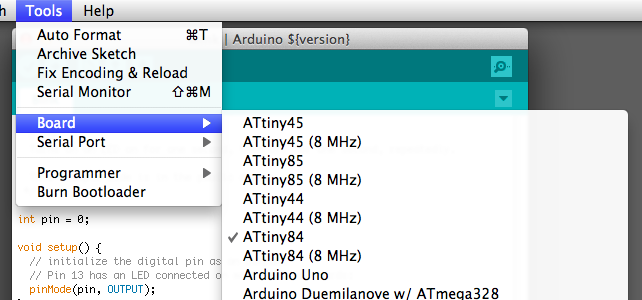 Tools Help
| Arduino ${version}
Auto Format ⌘T
Archive Sketch
Fix Encoding & Reload
Serial Monitor ⇧⌘M
Board
Serial Port
Programmer
Burn Bootloader
ATtiny45
ATtiny45 (8 MHz)
ATtiny85
ATtiny85 (8 MHz)
ATtiny44
ATtiny44 (8 MHz)
✓ ATtiny84
ATtiny84 (8 MHz)
Arduino Uno
Arduino Duemilanove w/ ATmega328
int pin = 0;
void setup() {
// initialize the digital pin as
// Pin 13 has an LED connected o
pinMode(pin, OUTPUT);